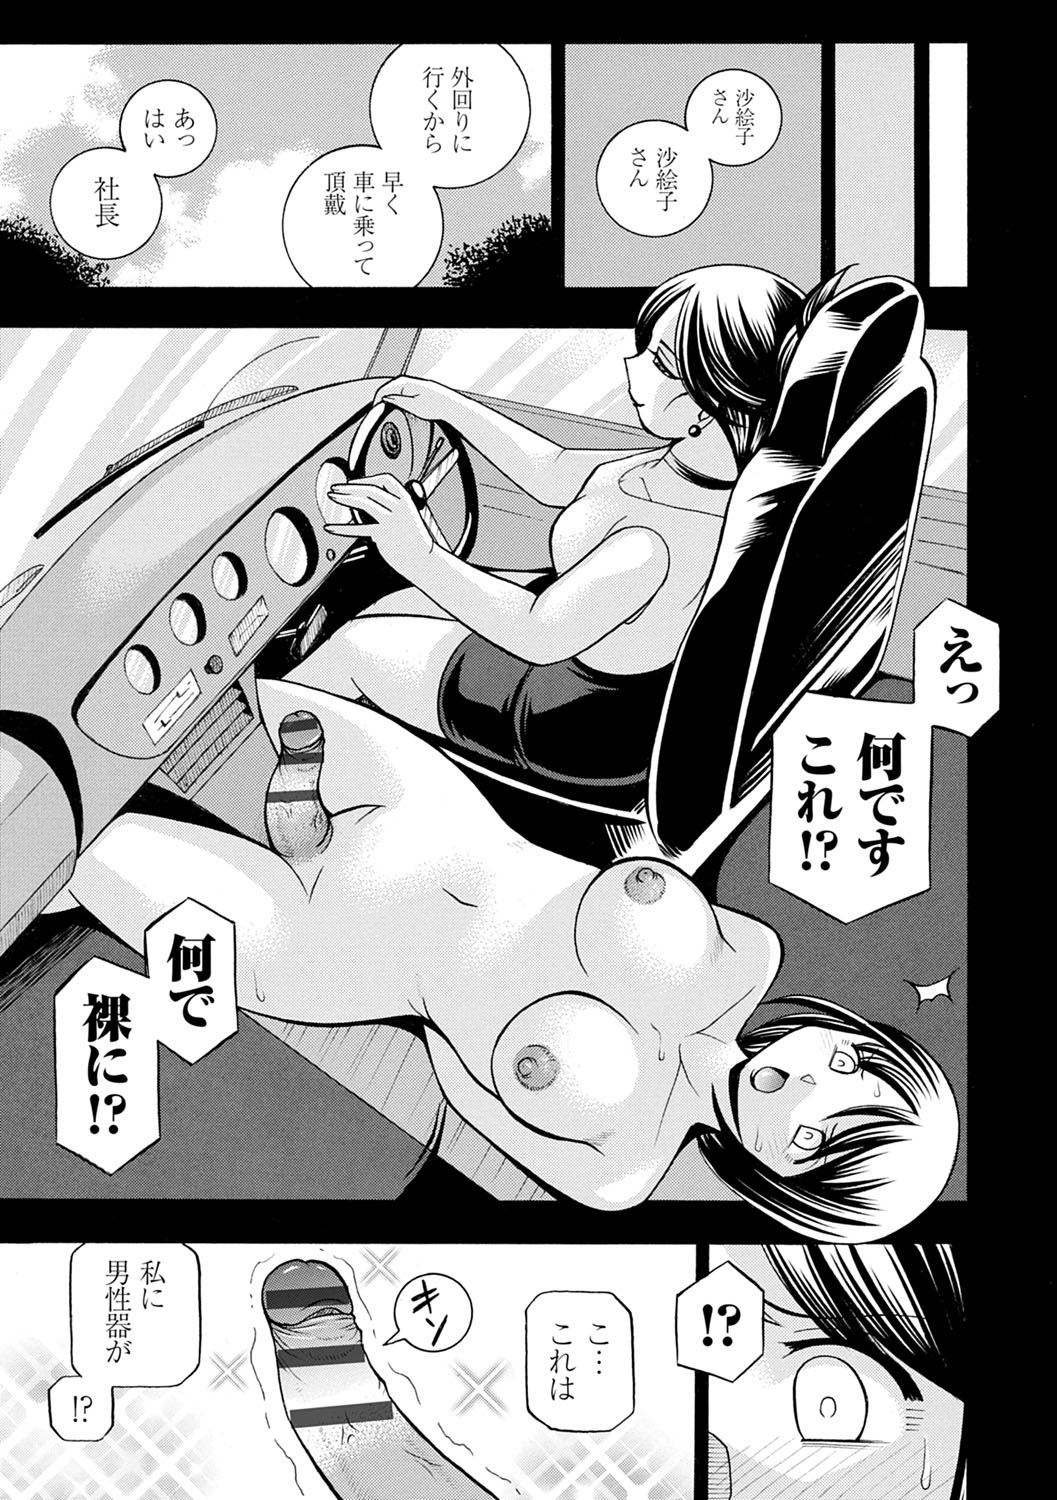 沙絵子
さん
沙絵子
さん
外回りに
行くから
早く
車に乗って
頂戴
あっ
はい
社長
えっ
何です
これ!?
何で
裸に!?
!?
こ…
これは
キン
私に
男性器が
!?